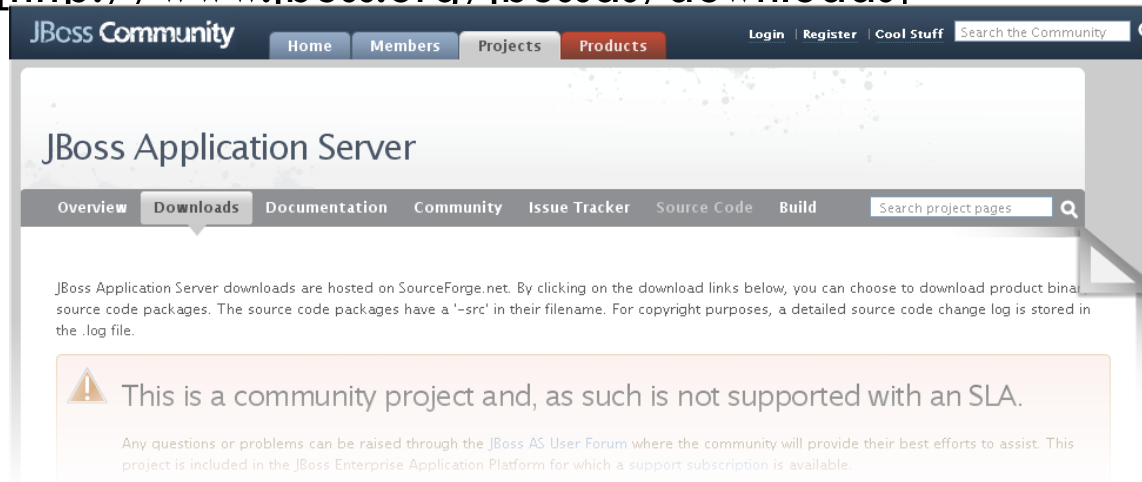 JBoss Community Home Members Projects Products Login | Register | Cool Stuff Search the Community
JBoss Application Server
Overview Downloads Documentation Community Issue Tracker Source Code Build Search project pages
JBoss Application Server downloads are hosted on SourceForge.net. By clicking on the download links below, you can choose to download product binary
source code packages. The source code packages have a '-src' in their filename. For copyright purposes, a detailed source code change log is stored in
the .log file.
This is a community project and, as such is not supported with an SLA.
Any questions or problems can be raised through the JBoss AS User Forum where the community will provide their best efforts to assist. This
project is included in the JBoss Enterprise Application Platform for which a support subscription is available.